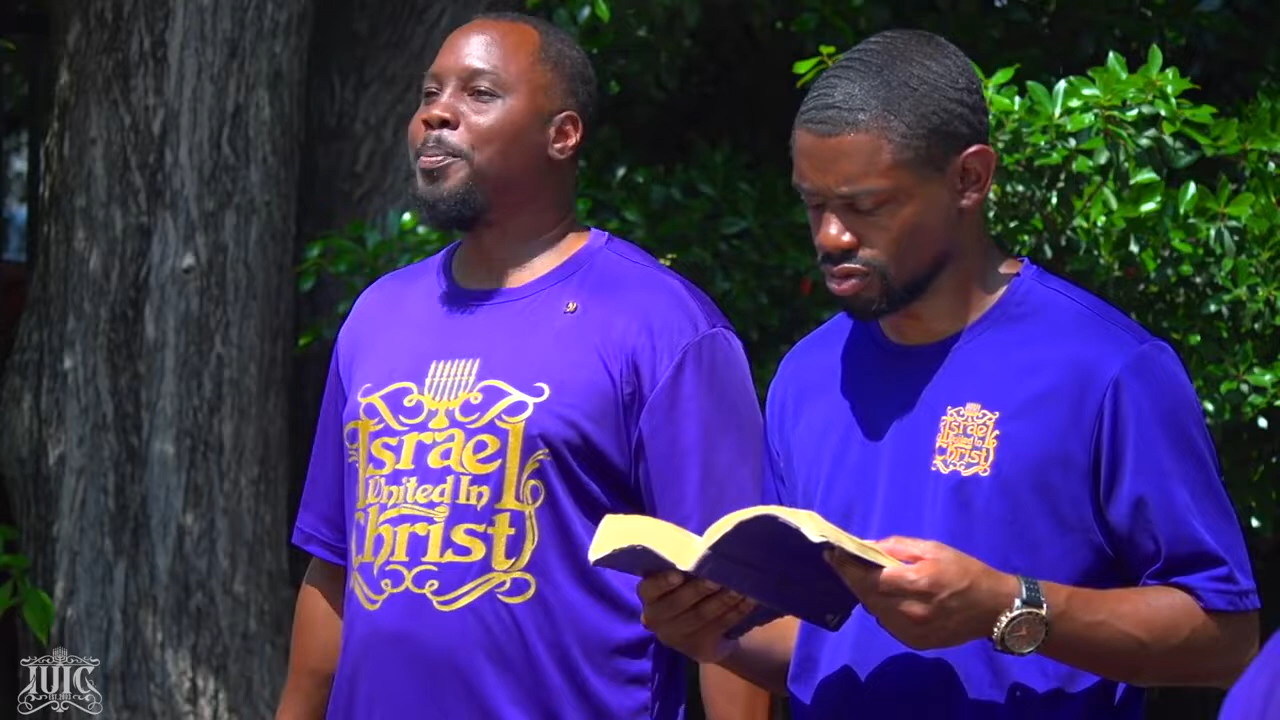 Israel
United In
Christ
Israel
United In
Christ
IUIC